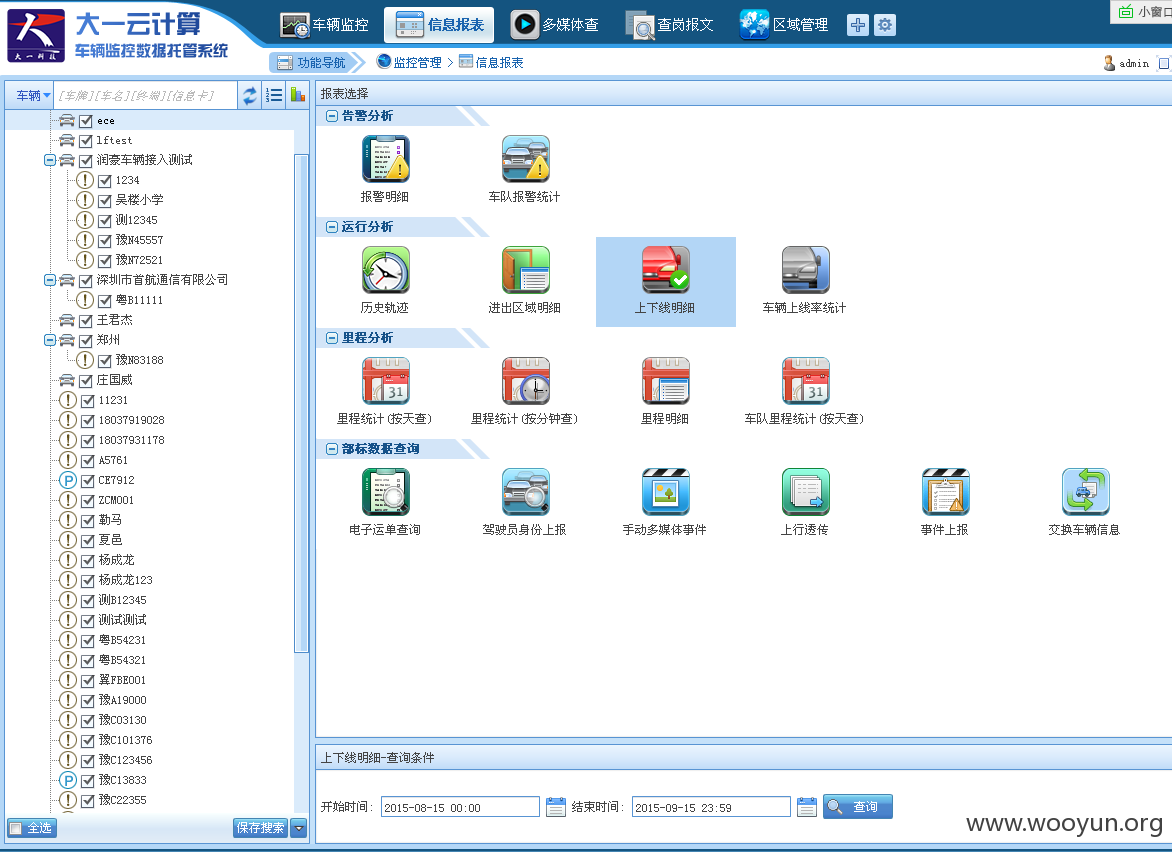 大一云计算
车辆监控数据托管系统
大一科技
车辆监控
信息报表
多媒体查
查岗报文
区域管理
小窗口
功能导航
监控管理
信息报表
admin
车辆
[车牌][车名][终端][信息卡]
ece
lftest
润豪车辆接入测试
1234
吴楼小学
测12345
豫N45557
豫N72521
深圳市首航通信有限公司
粤B11111
王君杰
郑州
豫N83188
庄国威
11231
18037919028
18037931178
A5761
CE7912
ZCM001
勒马
夏邑
杨成龙
杨成龙123
测B12345
测试测试
粤B54231
粤B54321
翼FBE001
豫A19000
豫C03130
豫C101376
豫C123456
豫C13833
豫C22355
全选
保存搜索
报表选择
告警分析
报警明细
车队报警统计
运行分析
历史轨迹
进出区域明细
上下线明细
车辆上线率统计
里程分析
里程统计(按天查)
里程统计(按分钟查)
里程明细
车队里程统计(按天查)
部标数据查询
电子运单查询
驾驶员身份上报
手动多媒体事件
上行透传
事件上报
交换车辆信息
上下线明细-查询条件
开始时间: 2015-08-15 00:00 结束时间: 2015-09-15 23:59 查询
www.wooyun.org